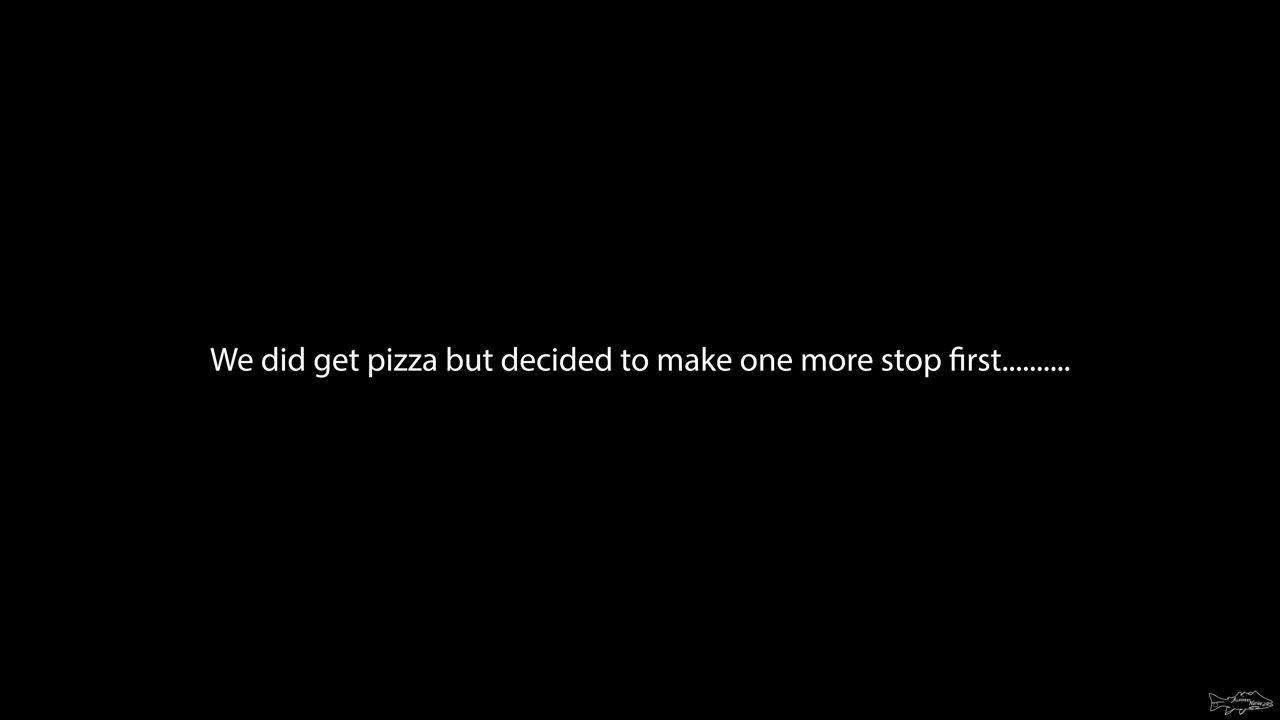 We did get pizza but decided to make one more stop first..........